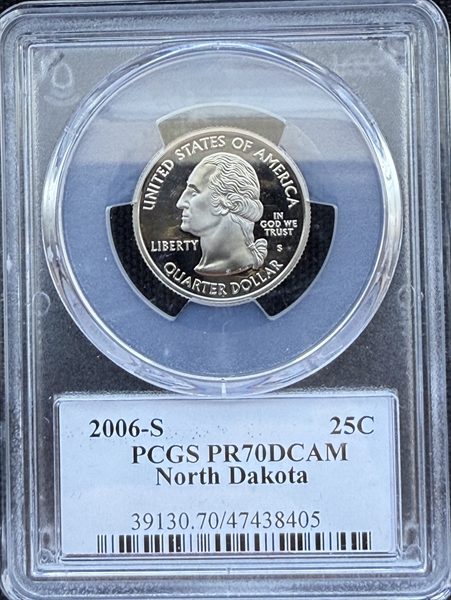 UNITED STATES OF AMERICA
LIBERTY
IN
GOD WE
TRUST
S
QUARTER DOLLAR
2006-S 25C
PCGS PR70DCAM
North Dakota
39130.70/47438405